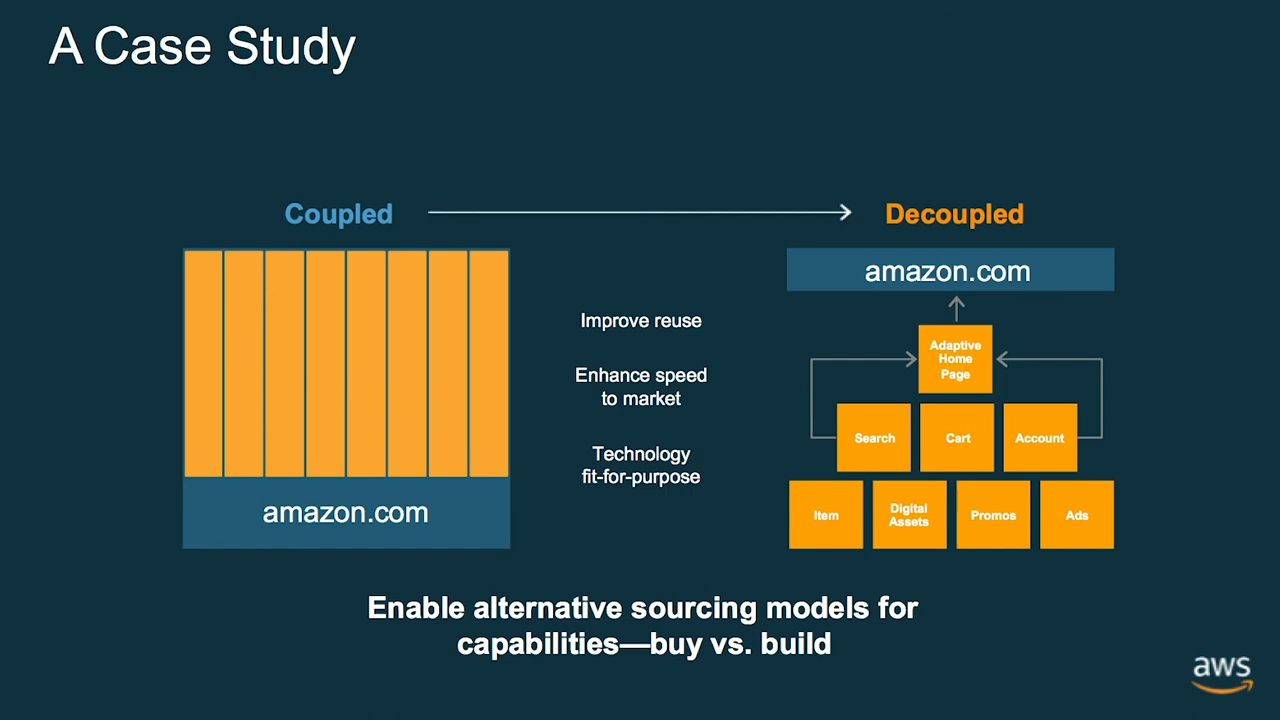 A Case Study
Coupled
Decoupled
amazon.com
Improve reuse
Enhance speed
to market
Technology
fit-for-purpose
amazon.com
Adaptive
Home
Page
Search
Cart
Account
Item
Digital
Assets
Promos
Ads
Enable alternative sourcing models for
capabilities—buy vs. build
aws